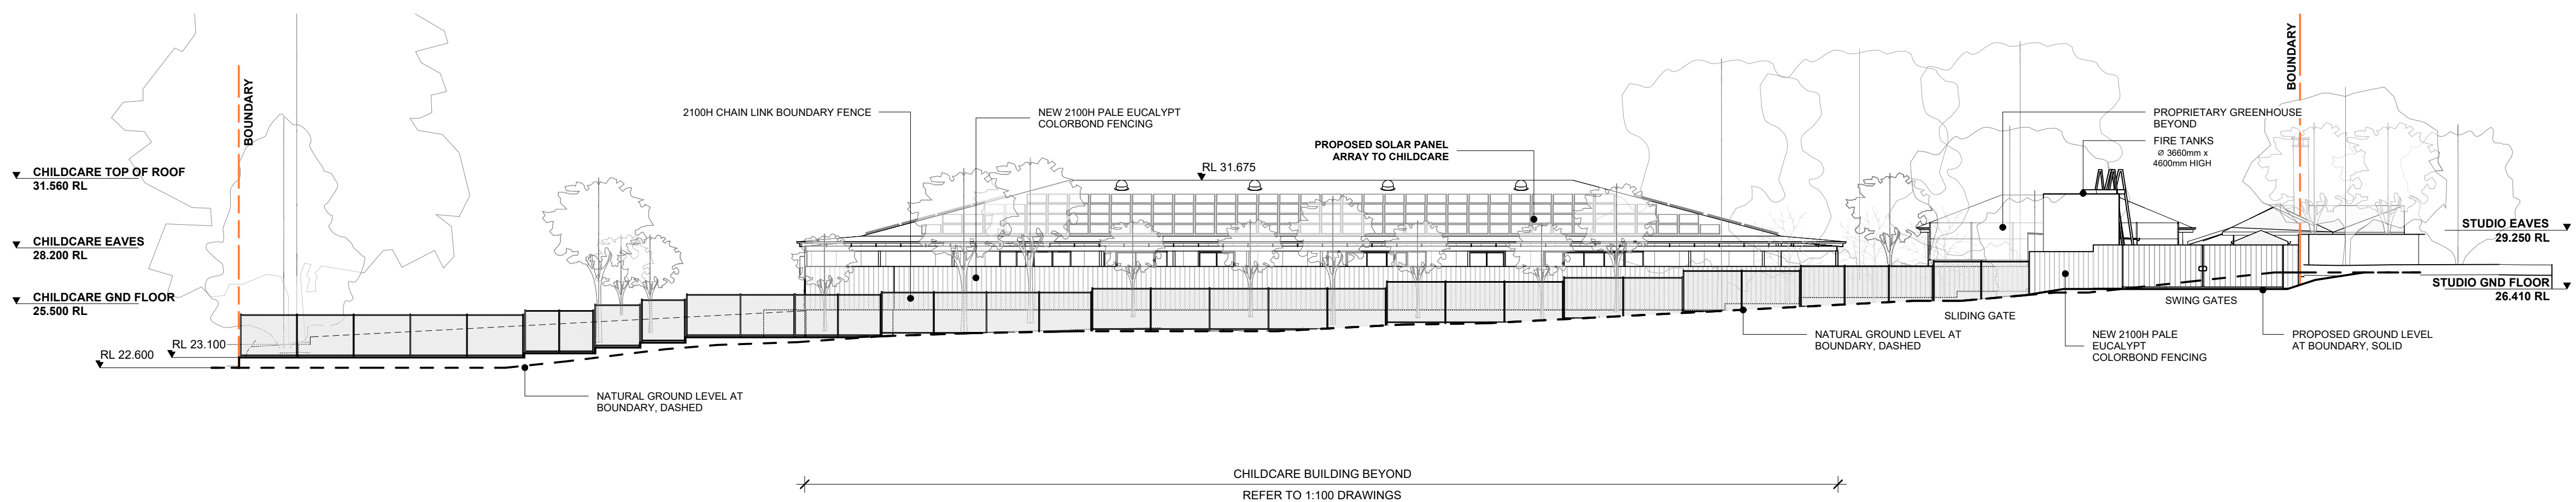 BOUNDARY
BOUNDARY
2100H CHAIN LINK BOUNDARY FENCE
NEW 2100H PALE EUCALYPT
COLORBOND FENCING
PROPOSED SOLAR PANEL
ARRAY TO CHILDCARE
PROPRIETARY GREENHOUSE
BEYOND
FIRE TANKS
Ø 3660mm x
4600mm HIGH
RL 31.675
CHILDCARE TOP OF ROOF
31.560 RL
CHILDCARE EAVES
28.200 RL
CHILDCARE GND FLOOR
25.500 RL
STUDIO EAVES
29.250 RL
STUDIO GND FLOOR
26.410 RL
RL 23.100
RL 22.600
SWING GATES
SLIDING GATE
NATURAL GROUND LEVEL AT
BOUNDARY, DASHED
NEW 2100H PALE
EUCALYPT
COLORBOND FENCING
PROPOSED GROUND LEVEL
AT BOUNDARY, SOLID
NATURAL GROUND LEVEL AT
BOUNDARY, DASHED
CHILDCARE BUILDING BEYOND
REFER TO 1:100 DRAWINGS